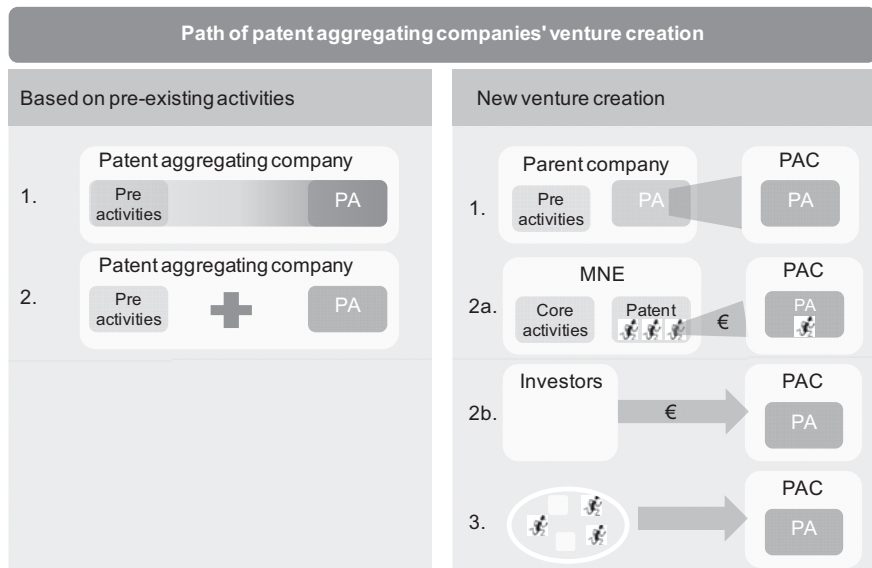 Path of patent aggregating companies' venture creation
Based on pre-existing activities
1.
Patent aggregating company
Pre
activities
PA
2.
Patent aggregating company
Pre
activities
PA
New venture creation
1.
Parent company
Pre
activities
PA
PAC
PA
2a.
MNE
Core
activities
Patent
€
PAC
PA
2b.
Investors
€
PAC
PA
3.
PAC
PA